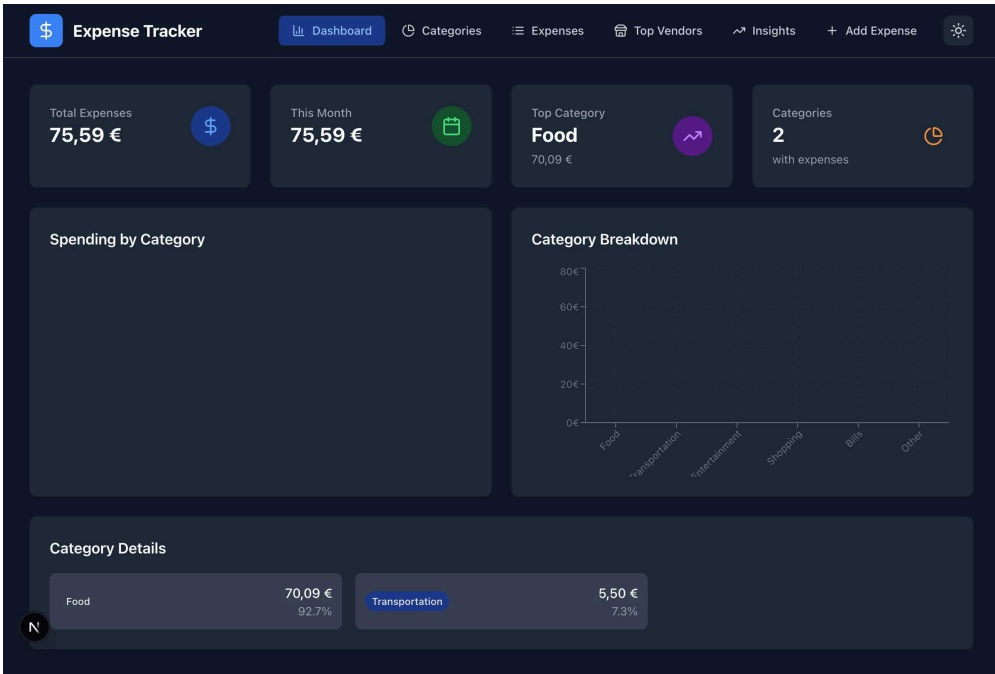 $ Expense Tracker
Dashboard
Categories
Expenses
Top Vendors
Insights
+ Add Expense
Total Expenses
75,59 €
$
This Month
75,59 €
Top Category
Food
70,09 €
Categories
2
with expenses
Spending by Category
Category Breakdown
80€
60€
40€
20€
0€
Food
Transportation
Entertainment
Shopping
Bills
Other
Category Details
Food
70,09 €
92.7%
Transportation
5,50 €
7.3%
N